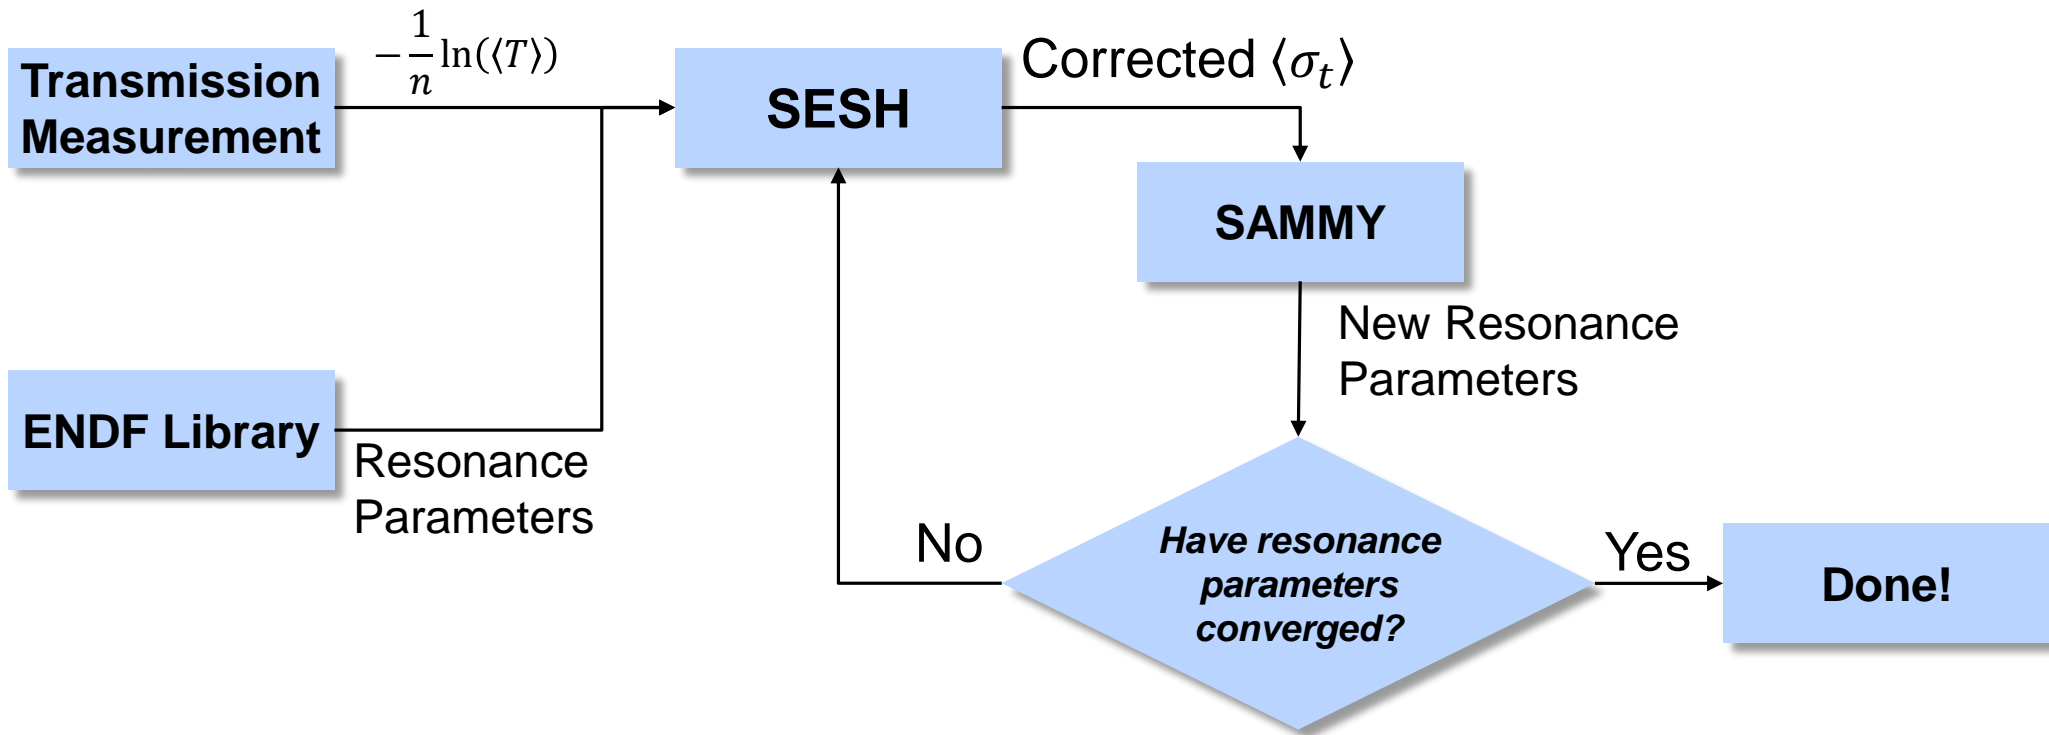 Transmission
Measurement
−1/n ln(⟨T⟩)
SESH
Corrected ⟨σ_t⟩
SAMMY
New Resonance
Parameters
ENDF Library
Resonance
Parameters
No
Have resonance
parameters
converged?
Yes
Done!